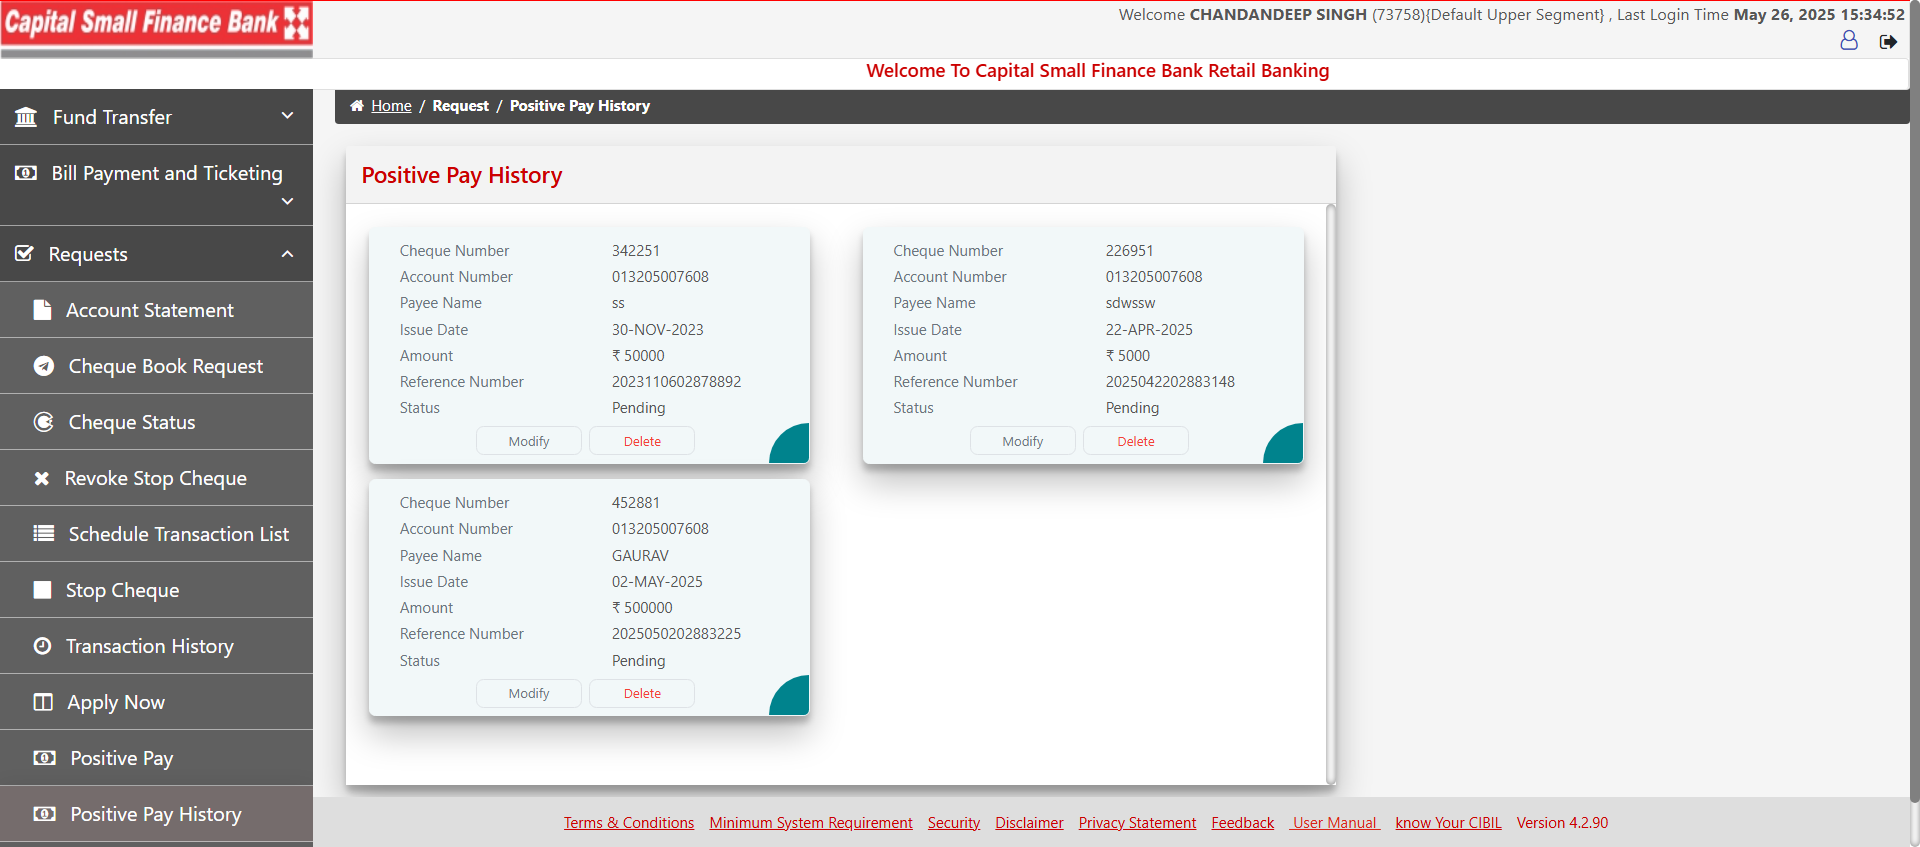 Capital Small Finance Bank
Welcome CHANDANDEEP SINGH (73758){Default Upper Segment} , Last Login Time May 26, 2025 15:34:52
Welcome To Capital Small Finance Bank Retail Banking
Fund Transfer
Bill Payment and Ticketing
Requests
Account Statement
Cheque Book Request
Cheque Status
Revoke Stop Cheque
Schedule Transaction List
Stop Cheque
Transaction History
Apply Now
Positive Pay
Positive Pay History
Home / Request / Positive Pay History
Positive Pay History
Cheque Number 342251
Account Number 013205007608
Payee Name ss
Issue Date 30-NOV-2023
Amount ₹ 50000
Reference Number 2023110602878892
Status Pending
Modify Delete
Cheque Number 226951
Account Number 013205007608
Payee Name sdwssw
Issue Date 22-APR-2025
Amount ₹ 5000
Reference Number 2025042202883148
Status Pending
Modify Delete
Cheque Number 452881
Account Number 013205007608
Payee Name GAURAV
Issue Date 02-MAY-2025
Amount ₹ 500000
Reference Number 2025050202883225
Status Pending
Modify Delete
Terms & Conditions Minimum System Requirement Security Disclaimer Privacy Statement Feedback User Manual know Your CIBIL Version 4.2.90